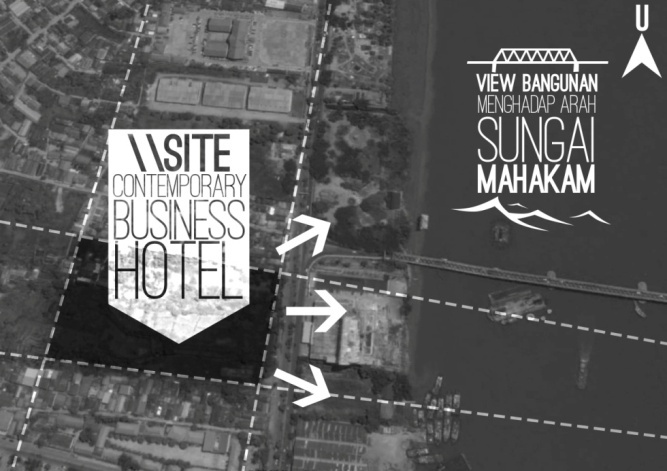 \\SITE
CONTEMPORARY
BUSINESS
HOTEL
U
VIEW BANGUNAN
MENGHADAP ARAH
SUNGAI
MAHAKAM